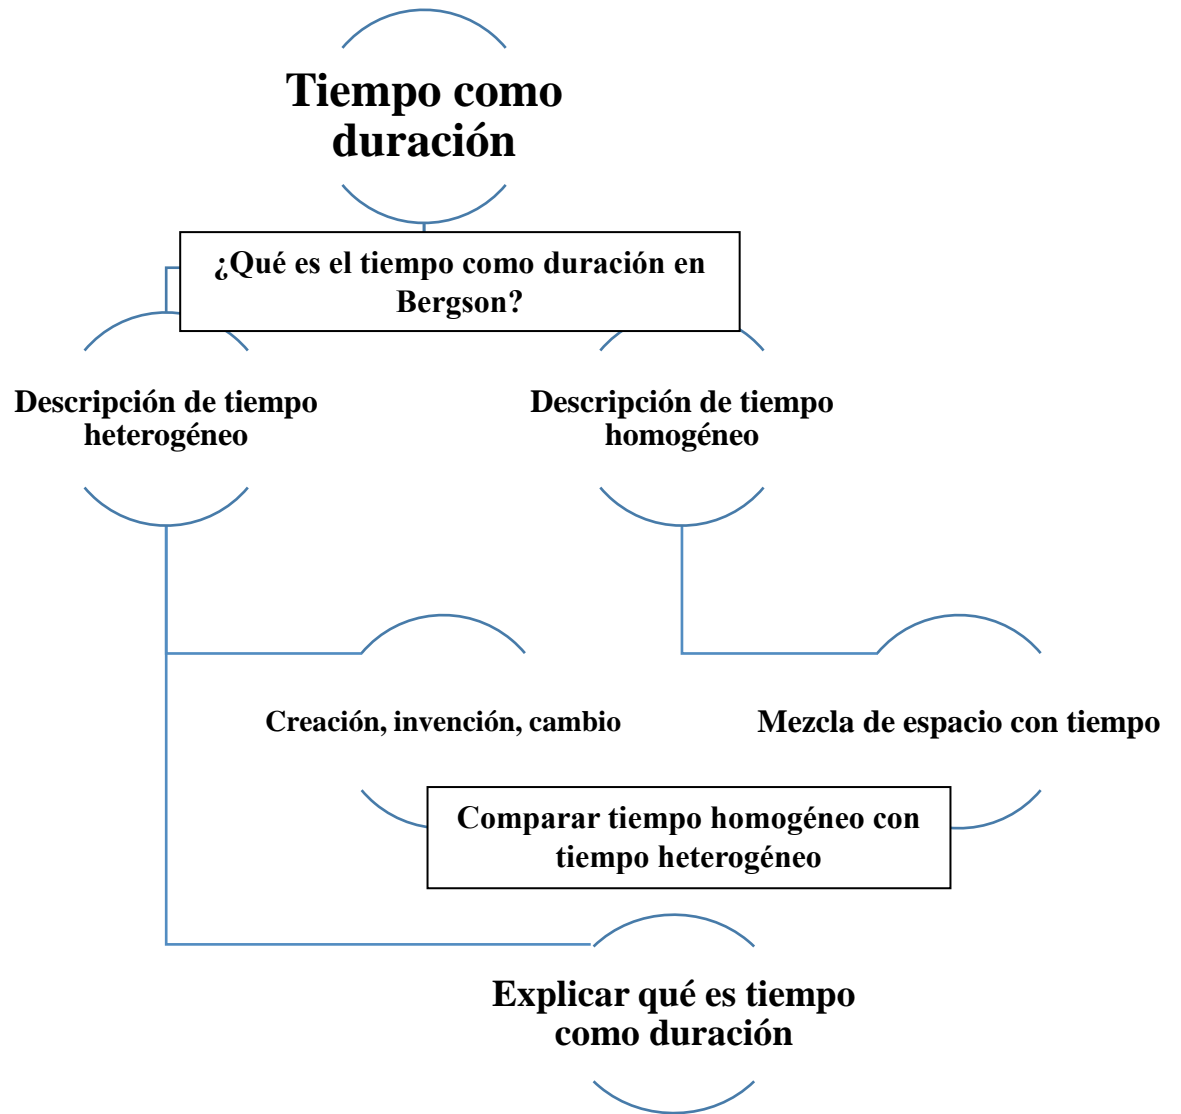 Tiempo como
duración
¿Qué es el tiempo como duración en
Bergson?
Descripción de tiempo
heterogéneo
Descripción de tiempo
homogéneo
Creación, invención, cambio
Mezcla de espacio con tiempo
Comparar tiempo homogéneo con
tiempo heterogéneo
Explicar qué es tiempo
como duración